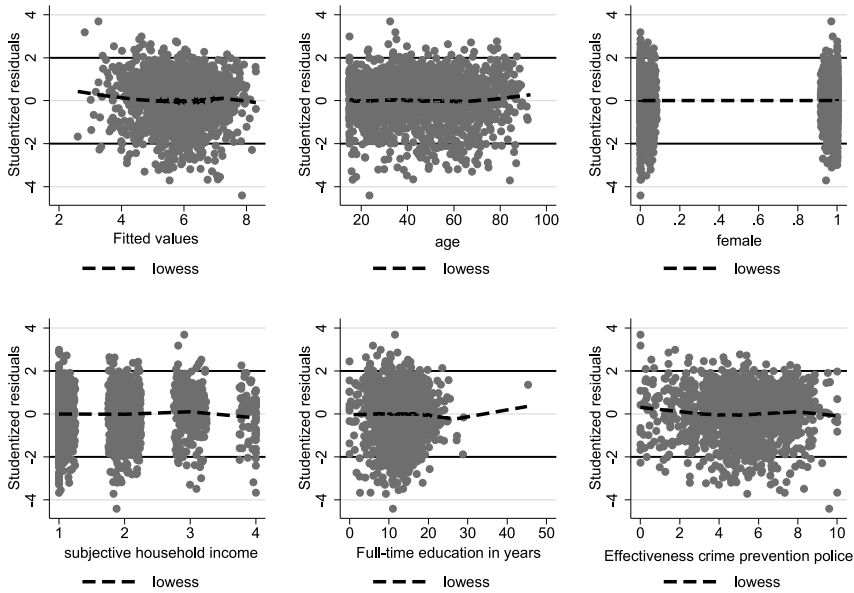 Studentized residuals
4
2
0
-2
-4
2 4 6 8
Fitted values
lowess
Studentized residuals
4
2
0
-2
-4
20 40 60 80 100
age
lowess
Studentized residuals
4
2
0
-2
-4
0 .2 .4 .6 .8 1
female
lowess
Studentized residuals
4
2
0
-2
-4
1 2 3 4
subjective household income
lowess
Studentized residuals
4
2
0
-2
-4
0 10 20 30 40 50
Full-time education in years
lowess
Studentized residuals
4
2
0
-2
-4
0 2 4 6 8 10
Effectiveness crime prevention police
lowess